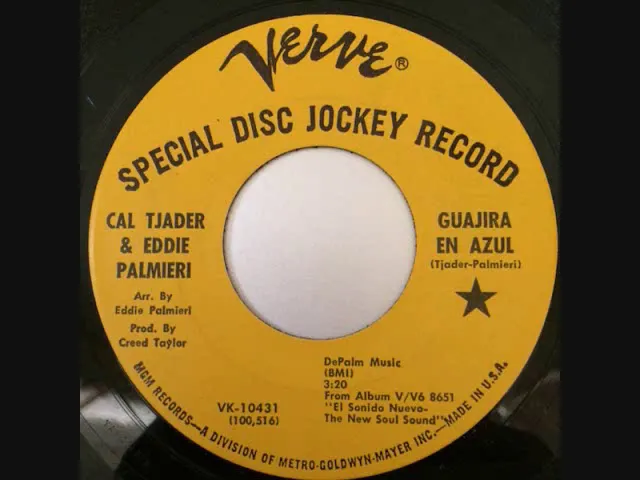 Verve®
SPECIAL DISC JOCKEY RECORD
CAL TJADER
& EDDIE
PALMIERI
Arr. By
Eddie Palmieri
Prod. By
Creed Taylor
GUAJIRA
EN AZUL
(Tjader-Palmieri)
DePalm Music
(BMI)
3:20
From Album V/V6 8651
"El Sonido Nuevo-
The New Soul Sound"
VK-10431
(100,516)
MGM RECORDS—A DIVISION OF METRO-GOLDWYN-MAYER INC.—MADE IN U.S.A.